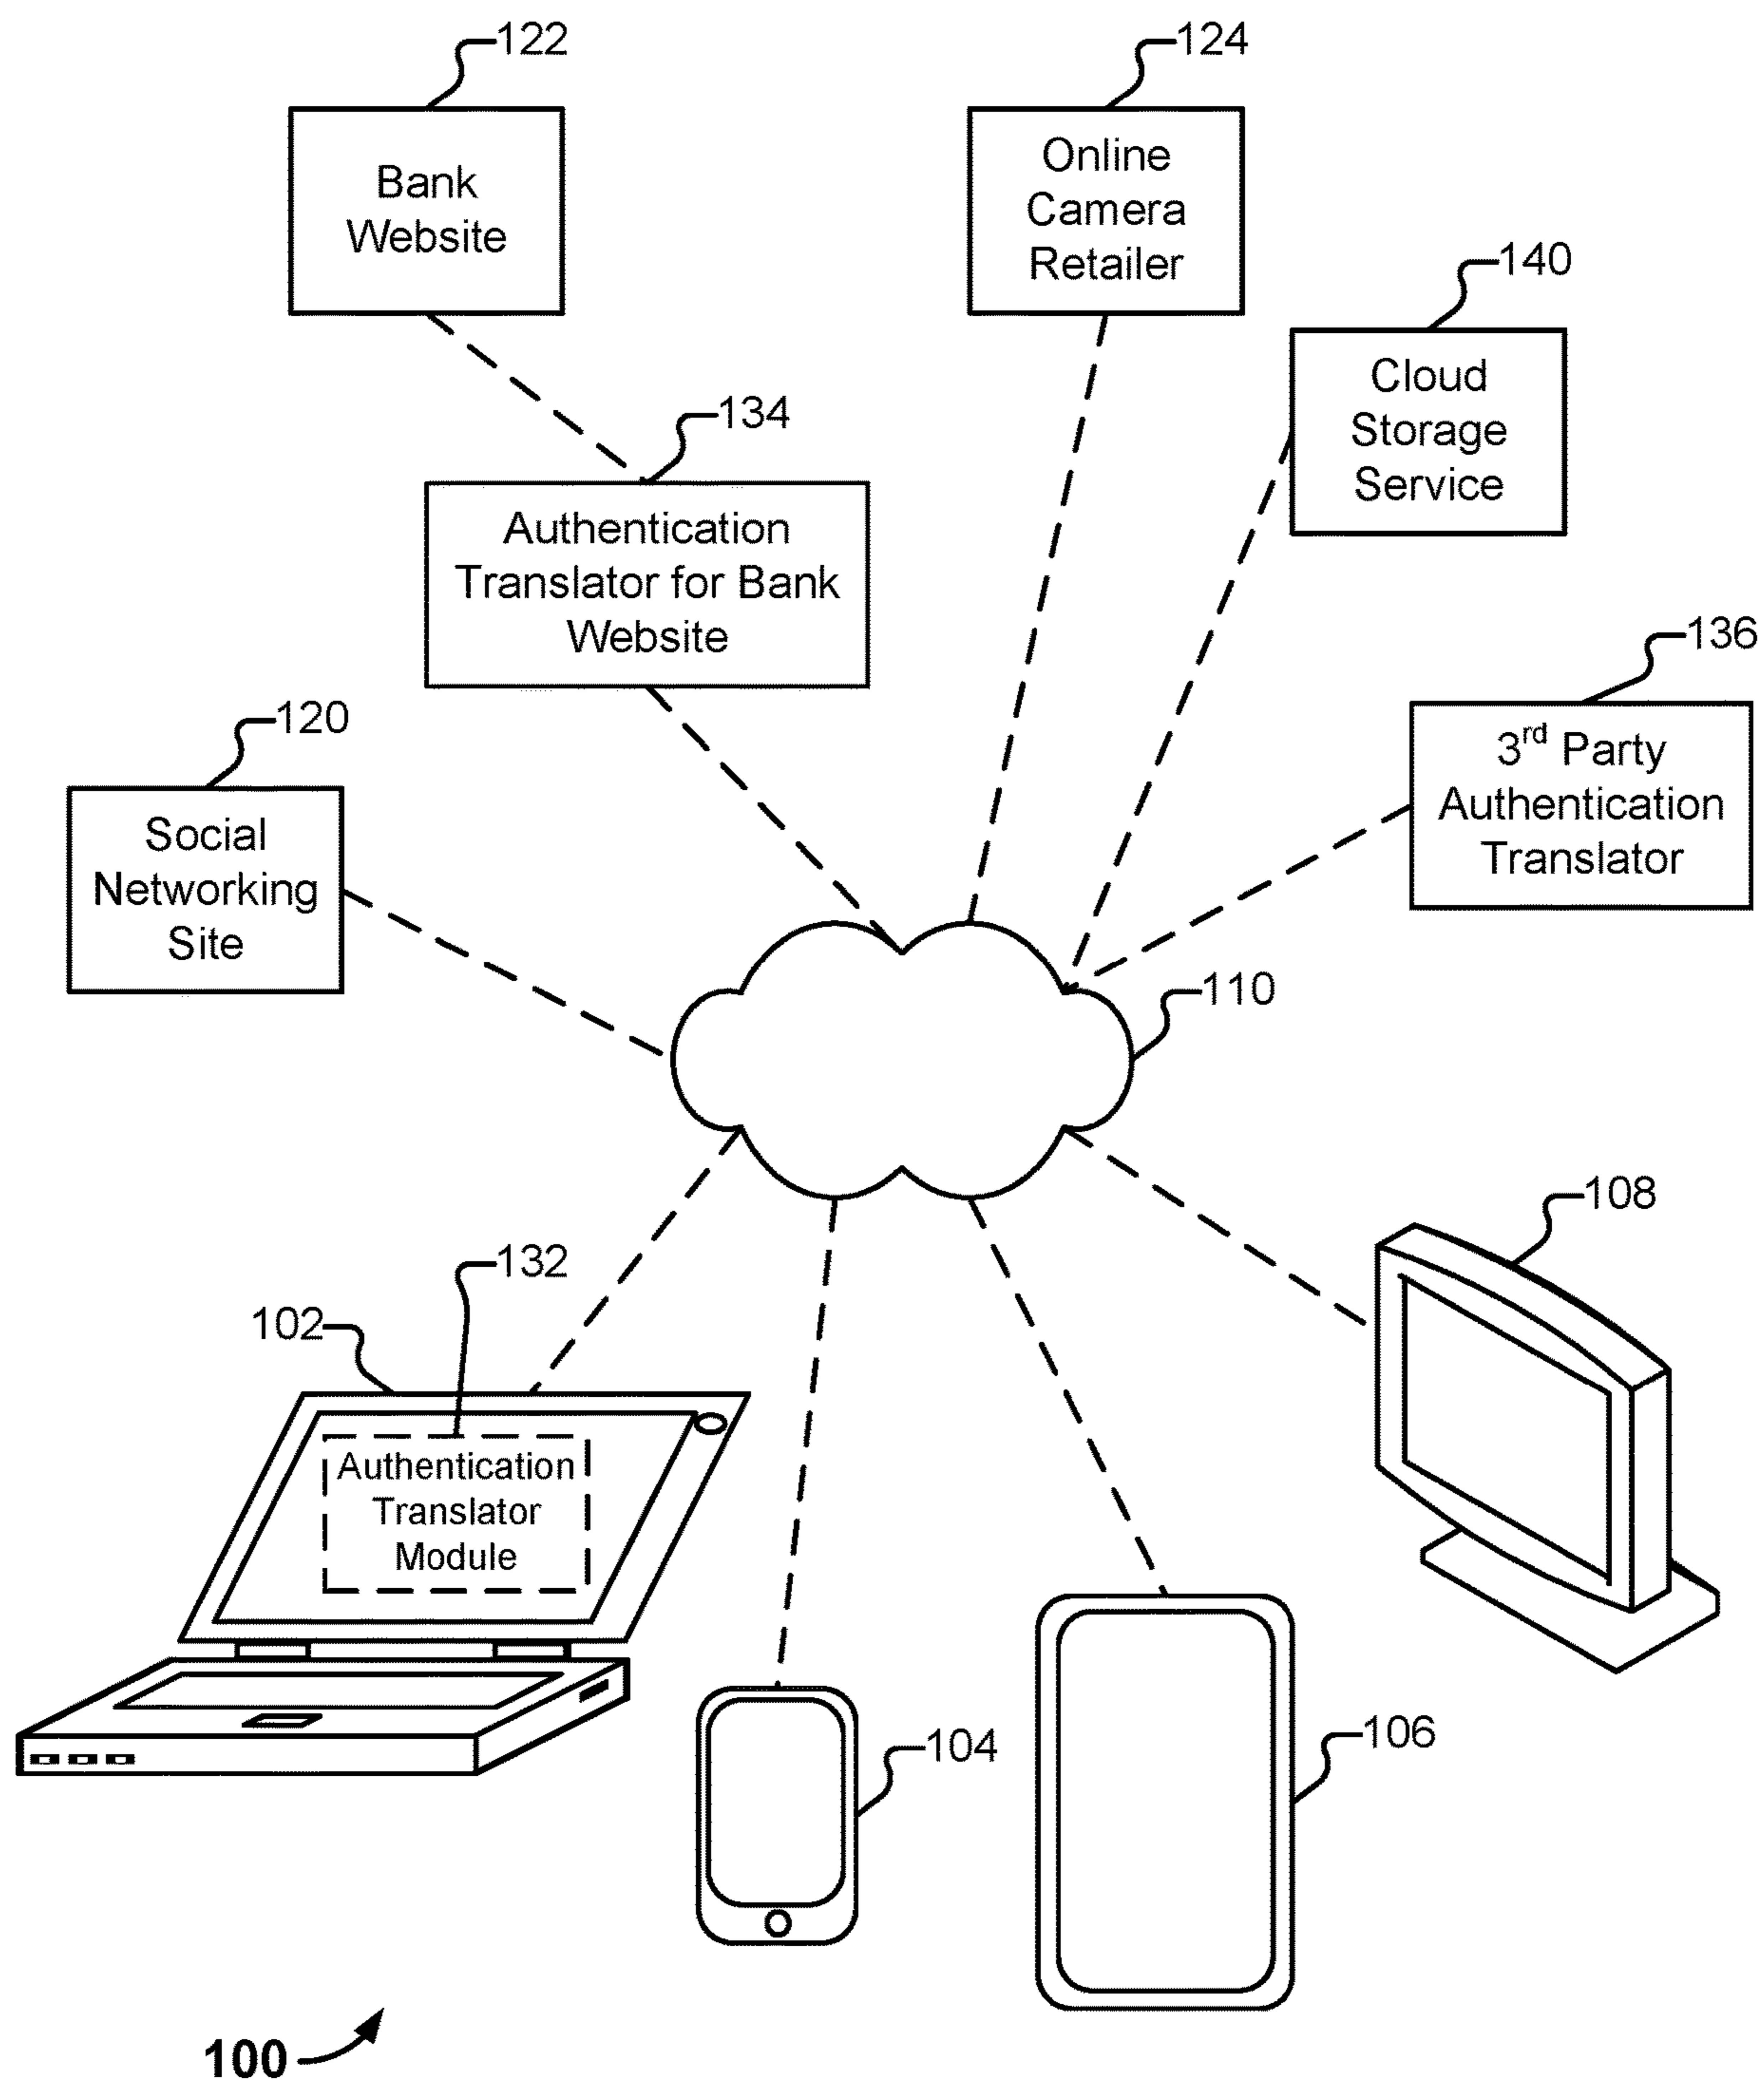 122
124
Bank
Website
Online
Camera
Retailer
140
Cloud
Storage
Service
134
Authentication
Translator for Bank
Website
136
3rd Party
Authentication
Translator
120
Social
Networking
Site
110
108
132
102
Authentication
Translator
Module
104
106
100